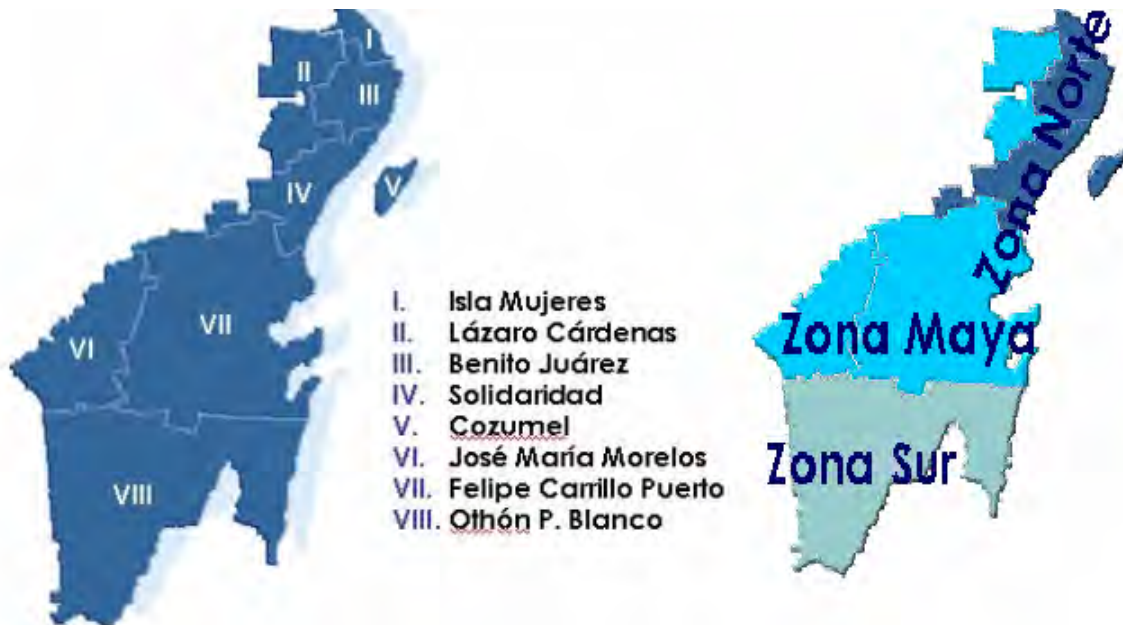 I
II
III
IV
V
VII
VI
VIII
I. Isla Mujeres
II. Lázaro Cárdenas
III. Benito Juárez
IV. Solidaridad
V. Cozumel
VI. José María Morelos
VII. Felipe Carrillo Puerto
VIII. Othón P. Blanco
Zona Norte
Zona Maya
Zona Sur